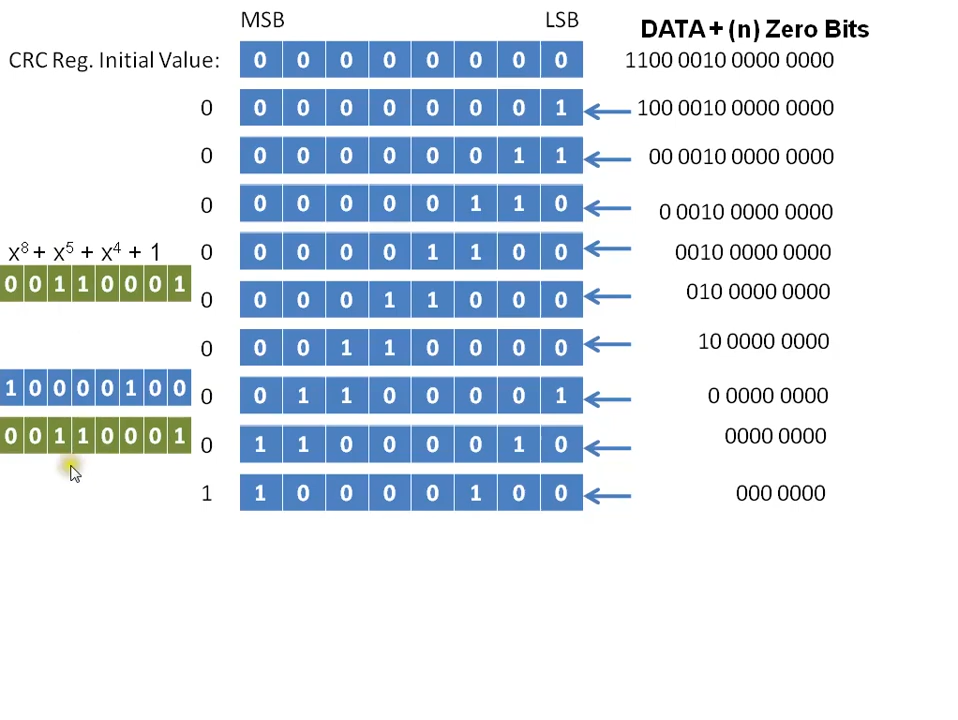 MSB LSB
DATA + (n) Zero Bits
CRC Reg. Initial Value: 0 0 0 0 0 0 0 0 1100 0010 0000 0000
0 0 0 0 0 0 0 0 1 100 0010 0000 0000
0 0 0 0 0 0 0 1 1 00 0010 0000 0000
0 0 0 0 0 0 1 1 0 0 0010 0000 0000
x⁸ + x⁵ + x⁴ + 1 0 0 0 0 0 1 1 0 0 0010 0000 0000
0 0 1 1 0 0 0 1 0 0 0 0 1 1 0 0 0 010 0000 0000
0 0 0 1 1 0 0 0 0 10 0000 0000
1 0 0 0 0 1 0 0 0 0 1 1 0 0 0 0 1 0 0000 0000
0 0 1 1 0 0 0 1 0 1 1 0 0 0 0 1 0 0000 0000
1 1 0 0 0 0 1 0 0 000 0000